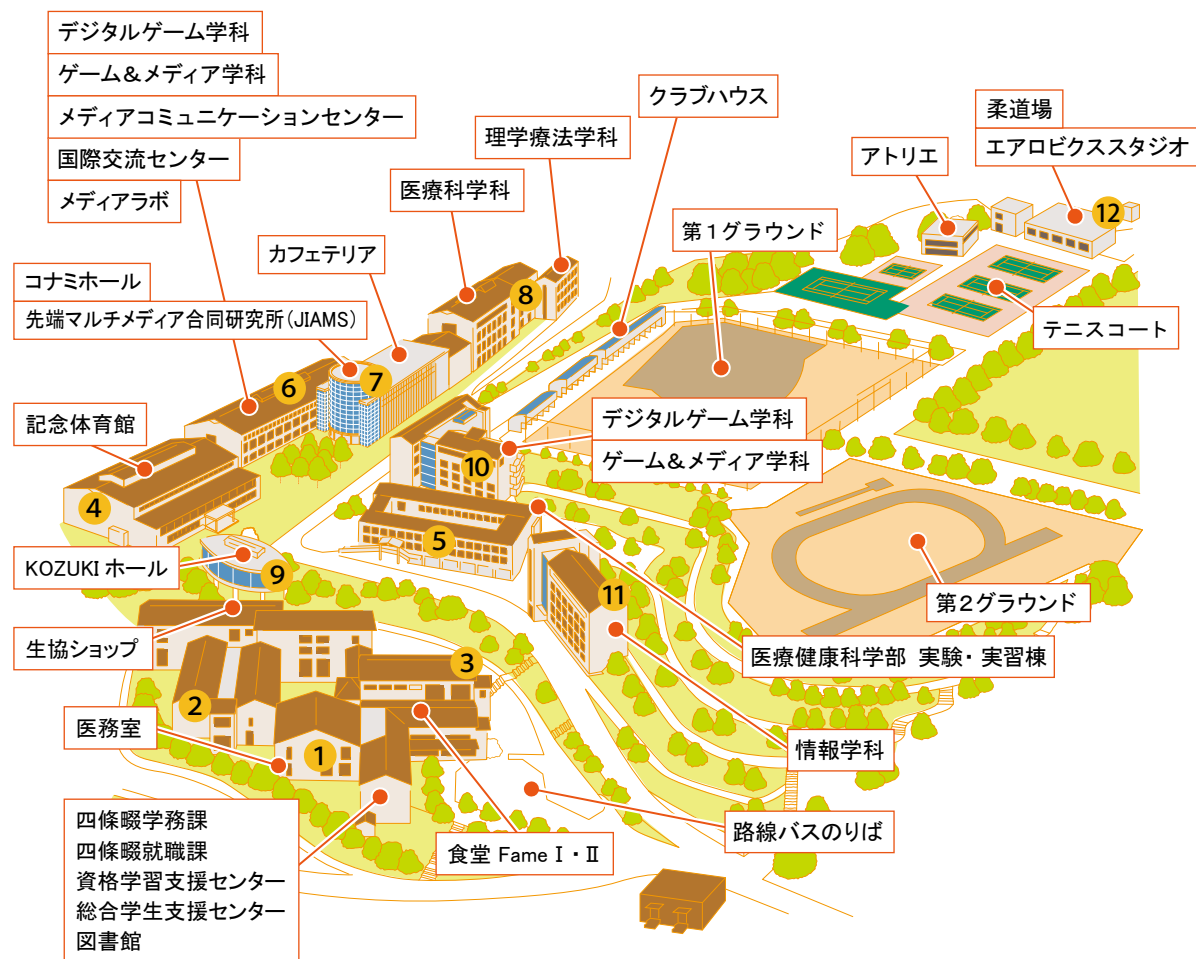 デジタルゲーム学科
ゲーム&メディア学科
メディアコミュニケーションセンター
国際交流センター
メディアラボ
コナミホール
先端マルチメディア合同研究所(JIAMS)
カフェテリア
医療科学科
理学療法学科
クラブハウス
第1グラウンド
アトリエ
柔道場
エアロビクススタジオ
12
テニスコート
8
7
6
記念体育館
4
デジタルゲーム学科
ゲーム&メディア学科
10
5
KOZUKI ホール
9
11
第2グラウンド
生協ショップ
医療健康科学部 実験・実習棟
3
2
医務室
1
情報学科
路線バスのりば
食堂 Fame Ⅰ・Ⅱ
四條畷学務課
四條畷就職課
資格学習支援センター
総合学生支援センター
図書館